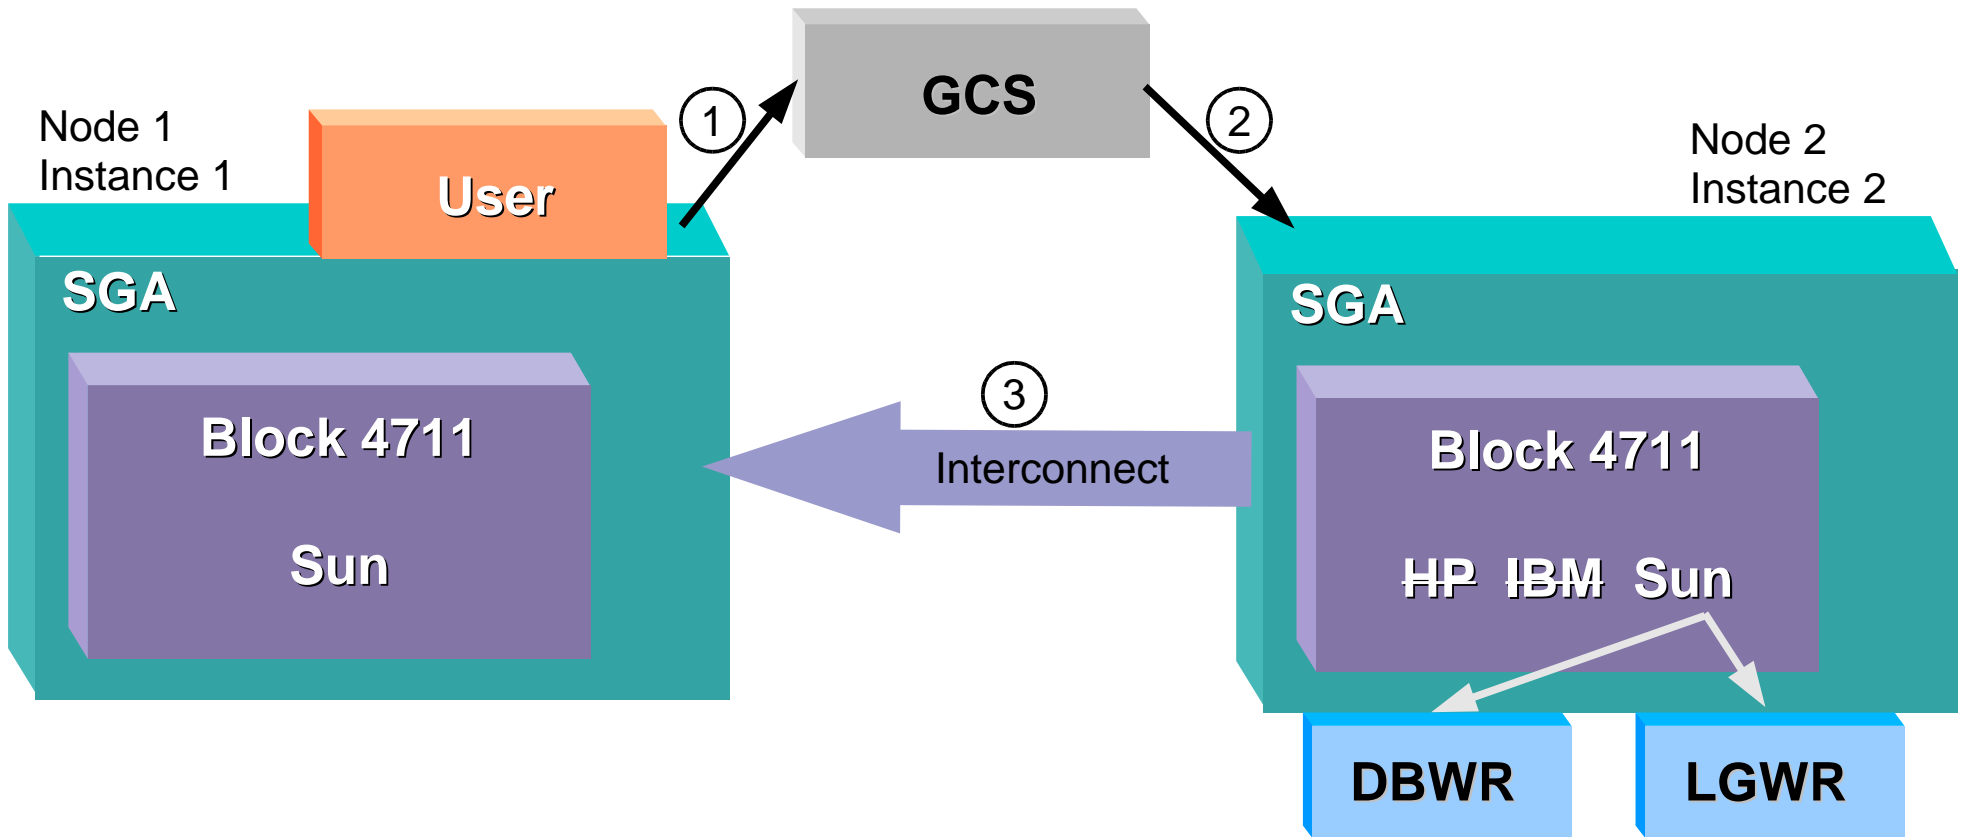 GCS
1
2
Node 1
Instance 1
User
Node 2
Instance 2
SGA
SGA
Block 4711
Sun
3
Interconnect
Block 4711
HP IBM Sun
DBWR
LGWR